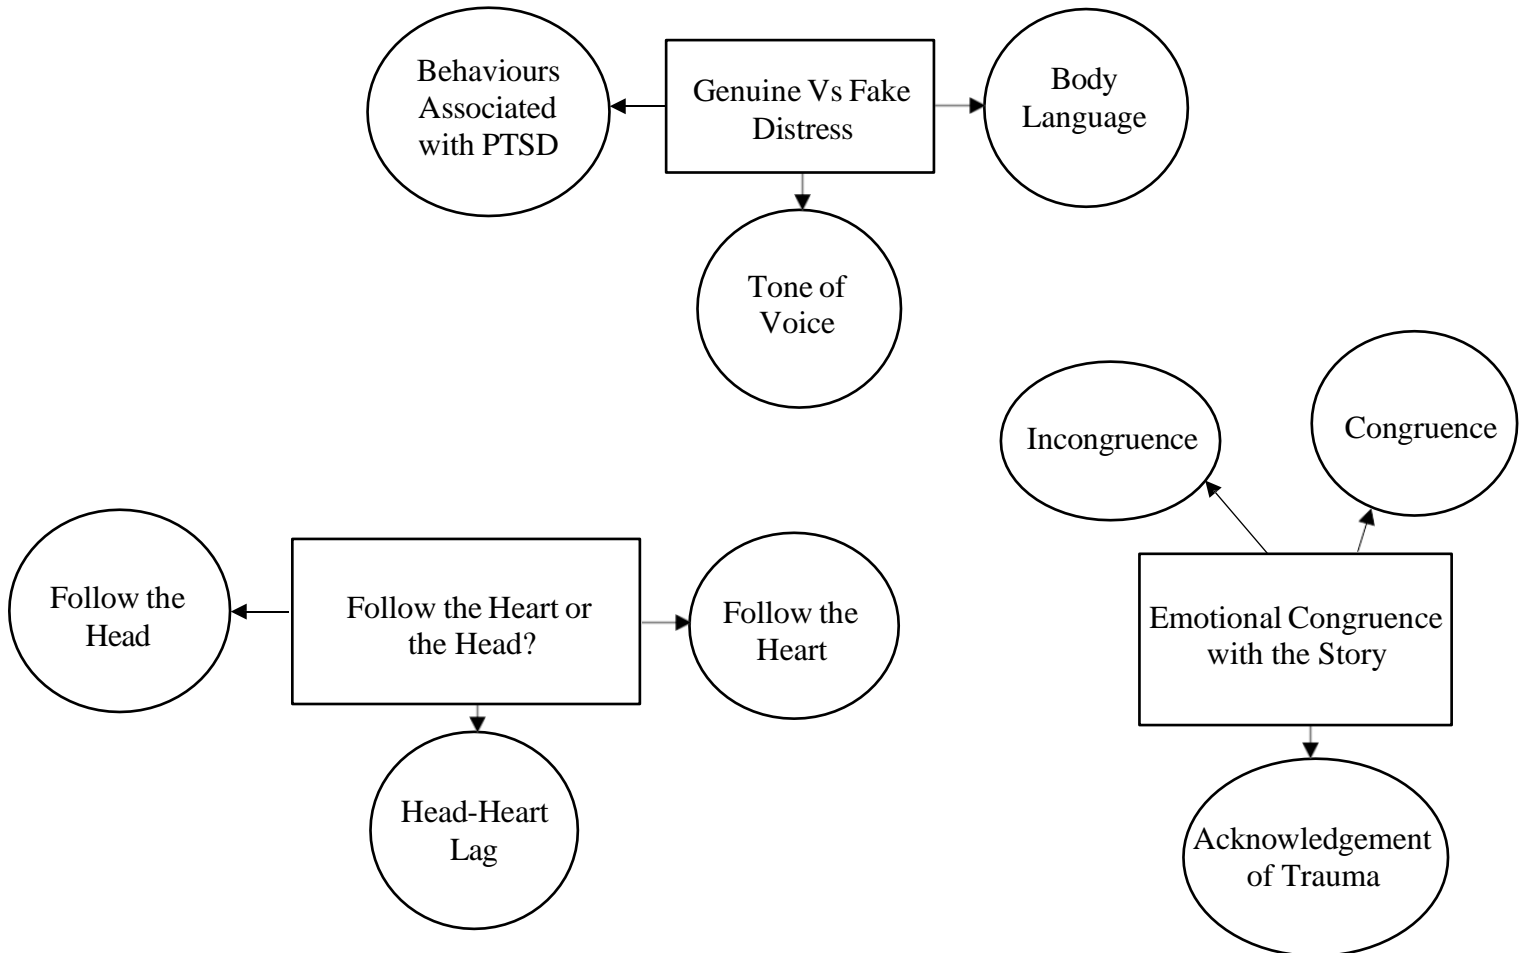 Behaviours
Associated
with PTSD
Genuine Vs Fake
Distress
Body
Language
Tone of
Voice
Incongruence
Congruence
Follow the
Head
Follow the Heart or
the Head?
Follow the
Heart
Emotional Congruence
with the Story
Head-Heart
Lag
Acknowledgement
of Trauma